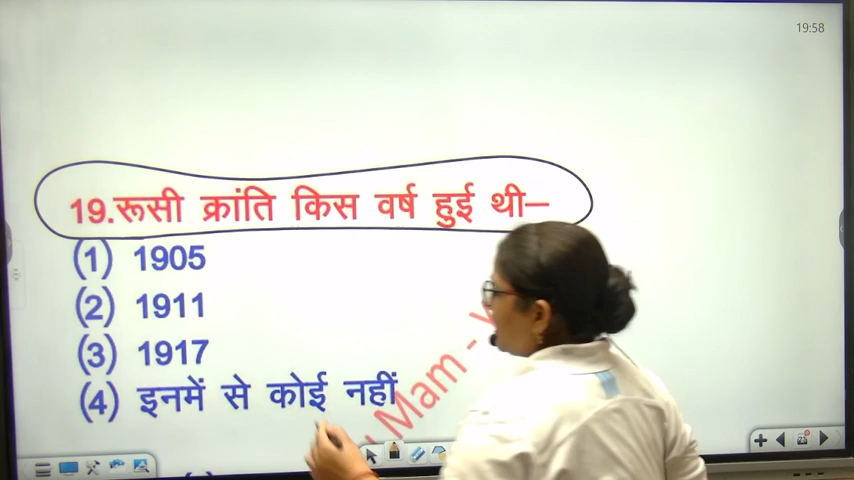 19:58
19.रूसी क्रांति किस वर्ष हुई थी–
(1) 1905
(2) 1911
(3) 1917
(4) इनमें से कोई नहीं
Mam -